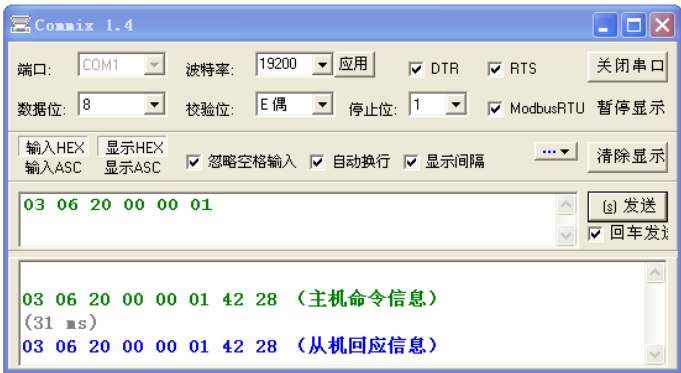 Commix 1.4
端口: COM1 波特率: 19200 应用 DTR RTS 关闭串口
数据位: 8 校验位: E偶 停止位: 1 ModbusRTU 暂停显示
输入HEX 显示HEX
输入ASC 显示ASC 忽略空格输入 自动换行 显示间隔 ... 清除显示
03 06 20 00 00 01 (s) 发送
回车发送
03 06 20 00 00 01 42 28 (主机命令信息)
(31 ms)
03 06 20 00 00 01 42 28 (从机回应信息)